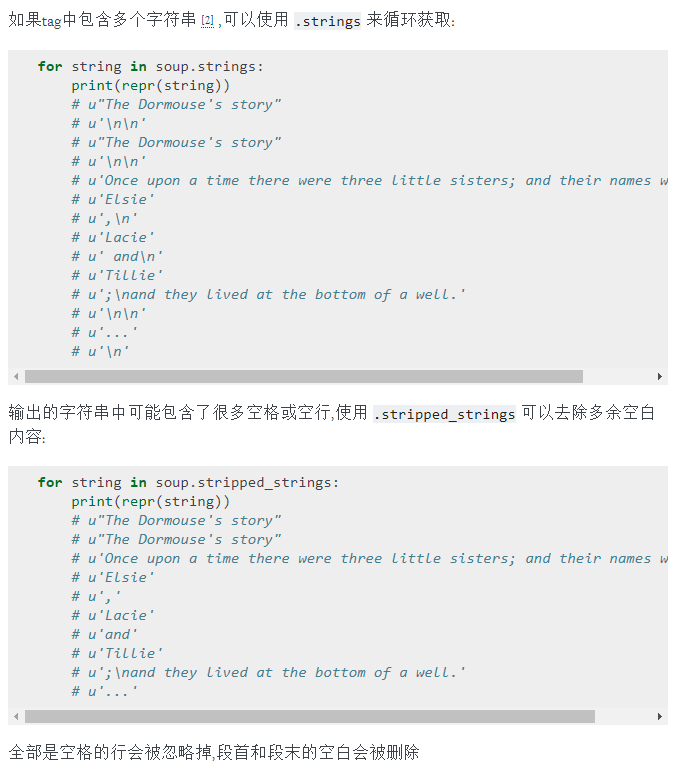 如果tag中包含多个字符串 [2] ,可以使用 .strings 来循环获取:
for string in soup.strings:
    print(repr(string))
    # u"The Dormouse's story"
    # u'\n\n'
    # u"The Dormouse's story"
    # u'\n\n'
    # u'Once upon a time there were three little sisters; and their names w
    # u'Elsie'
    # u',\n'
    # u'Lacie'
    # u' and\n'
    # u'Tillie'
    # u';\nand they lived at the bottom of a well.'
    # u'\n\n'
    # u'...'
    # u'\n'
输出的字符串中可能包含了很多空格或空行,使用 .stripped_strings 可以去除多余空白
内容:
for string in soup.stripped_strings:
    print(repr(string))
    # u"The Dormouse's story"
    # u"The Dormouse's story"
    # u'Once upon a time there were three little sisters; and their names w
    # u'Elsie'
    # u','
    # u'Lacie'
    # u'and'
    # u'Tillie'
    # u';\nand they lived at the bottom of a well.'
    # u'...'
全部是空格的行会被忽略掉,段首和段末的空白会被删除